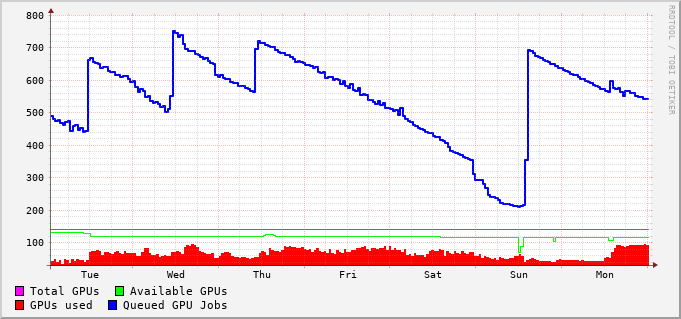 800
700
600
500
400
300
200
100
Tue Wed Thu Fri Sat Sun Mon
Total GPUs Available GPUs
GPUs used Queued GPU Jobs
RRDTOOL / TOBI OETIKER